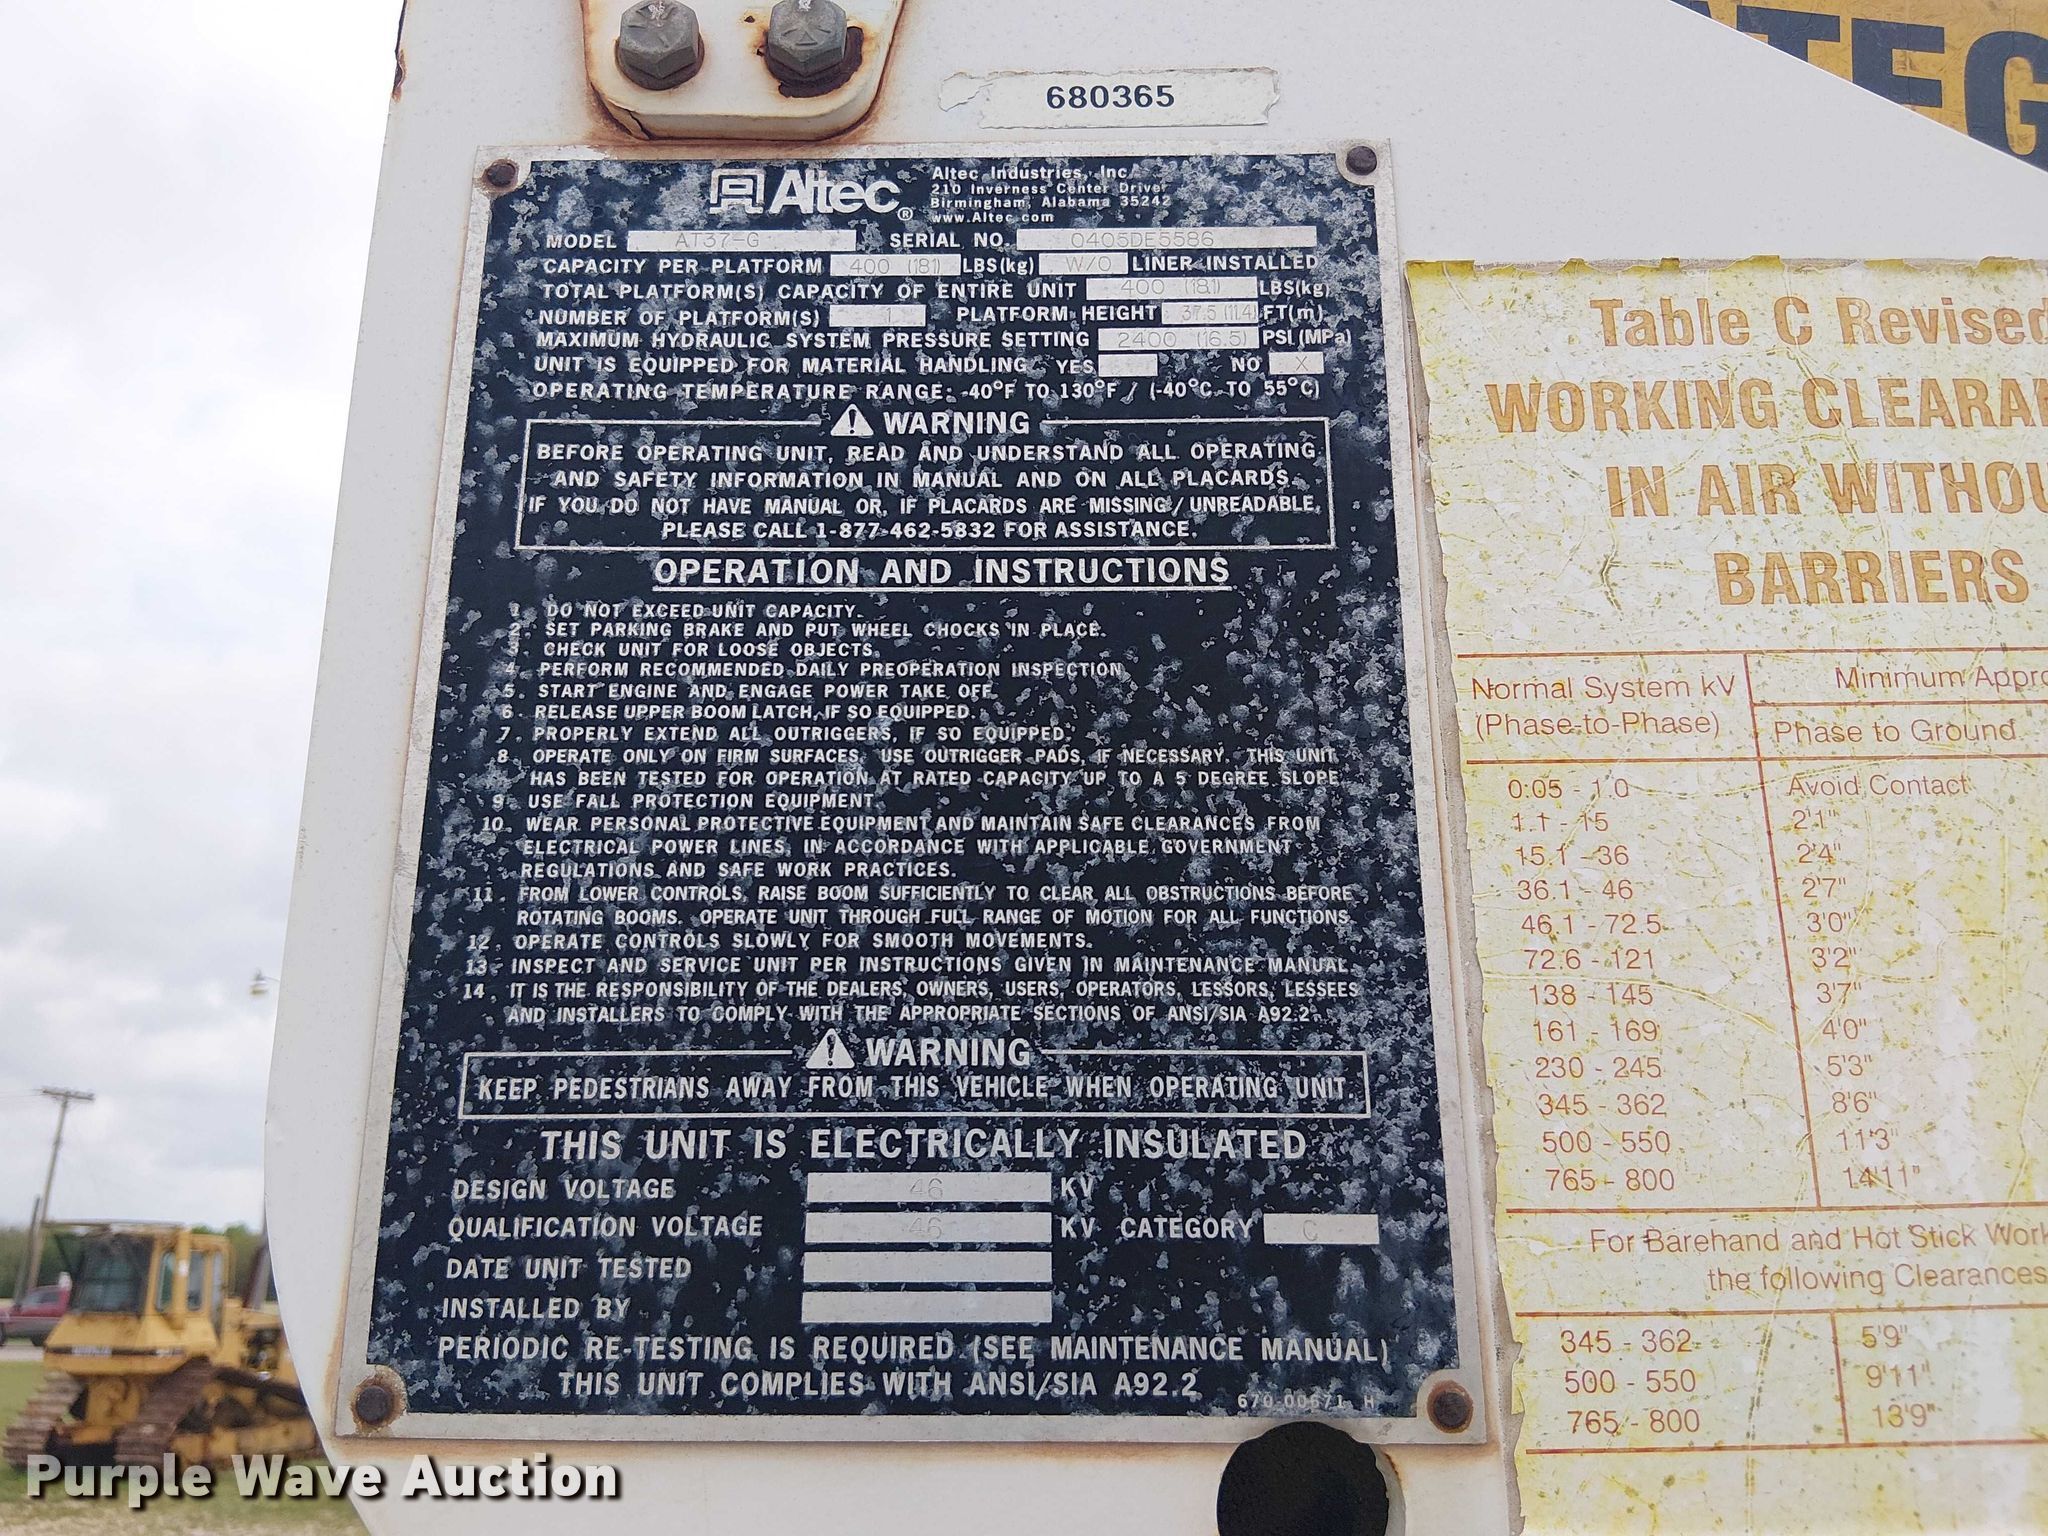 ATEG
680365
Altec®
Altec Industries, Inc.
210 Inverness Center Drive
Birmingham, Alabama 35242
www.Altec.com
MODEL AT37-G SERIAL NO. 0405DE5586
CAPACITY PER PLATFORM 400 (181) LBS(kg) W/O LINER INSTALLED
TOTAL PLATFORM(S) CAPACITY OF ENTIRE UNIT 400 (181) LBS(kg)
NUMBER OF PLATFORM(S) 1 PLATFORM HEIGHT 37.5 (11.4) FT(m)
MAXIMUM HYDRAULIC SYSTEM PRESSURE SETTING 2400 (16.5) PSI (MPa)
UNIT IS EQUIPPED FOR MATERIAL HANDLING YES NO X
OPERATING TEMPERATURE RANGE: -40°F TO 130°F / (-40°C TO 55°C)
WARNING
BEFORE OPERATING UNIT, READ AND UNDERSTAND ALL OPERATING
AND SAFETY INFORMATION IN MANUAL AND ON ALL PLACARDS.
IF YOU DO NOT HAVE MANUAL OR, IF PLACARDS ARE MISSING/UNREADABLE,
PLEASE CALL 1-877-462-5832 FOR ASSISTANCE.
OPERATION AND INSTRUCTIONS
1. DO NOT EXCEED UNIT CAPACITY.
2. SET PARKING BRAKE AND PUT WHEEL CHOCKS IN PLACE.
3. CHECK UNIT FOR LOOSE OBJECTS.
4. PERFORM RECOMMENDED DAILY PREOPERATION INSPECTION.
5. START ENGINE AND ENGAGE POWER TAKE OFF.
6. RELEASE UPPER BOOM LATCH, IF SO EQUIPPED.
7. PROPERLY EXTEND ALL OUTRIGGERS, IF SO EQUIPPED.
8. OPERATE ONLY ON FIRM SURFACES, USE OUTRIGGER PADS, IF NECESSARY. THIS UNIT
HAS BEEN TESTED FOR OPERATION AT RATED CAPACITY UP TO A 5 DEGREE SLOPE.
9. USE FALL PROTECTION EQUIPMENT.
10. WEAR PERSONAL PROTECTIVE EQUIPMENT AND MAINTAIN SAFE CLEARANCES FROM
ELECTRICAL POWER LINES, IN ACCORDANCE WITH APPLICABLE GOVERNMENT
REGULATIONS AND SAFE WORK PRACTICES.
11. FROM LOWER CONTROLS, RAISE BOOM SUFFICIENTLY TO CLEAR ALL OBSTRUCTIONS BEFORE
ROTATING BOOMS. OPERATE UNIT THROUGH FULL RANGE OF MOTION FOR ALL FUNCTIONS.
12. OPERATE CONTROLS SLOWLY FOR SMOOTH MOVEMENTS.
13. INSPECT AND SERVICE UNIT PER INSTRUCTIONS GIVEN IN MAINTENANCE MANUAL.
14. IT IS THE RESPONSIBILITY OF THE DEALERS, OWNERS, USERS, OPERATORS, LESSORS, LESSEES
AND INSTALLERS TO COMPLY WITH THE APPROPRIATE SECTIONS OF ANSI/SIA A92.2.
WARNING
KEEP PEDESTRIANS AWAY FROM THIS VEHICLE WHEN OPERATING UNIT.
THIS UNIT IS ELECTRICALLY INSULATED
DESIGN VOLTAGE 46 KV
QUALIFICATION VOLTAGE 46 KV CATEGORY C
DATE UNIT TESTED
INSTALLED BY
PERIODIC RE-TESTING IS REQUIRED (SEE MAINTENANCE MANUAL)
THIS UNIT COMPLIES WITH ANSI/SIA A92.2
670-00671 H
Table C Revised
WORKING CLEARAN
IN AIR WITHOU
BARRIERS
Normal System kV
(Phase-to-Phase)
Minimum Appro
Phase to Ground
0.05 - 1.0 Avoid Contact
1.1 - 15 2'1"
15.1 - 36 2'4"
36.1 - 46 2'7"
46.1 - 72.5 3'0"
72.6 - 121 3'2"
138 - 145 3'7"
161 - 169 4'0"
230 - 245 5'3"
345 - 362 8'6"
500 - 550 11'3"
765 - 800 14'11"
For Barehand and Hot Stick Work
the following Clearances
345 - 362 5'9"
500 - 550 9'11"
765 - 800 13'9"
Purple Wave Auction